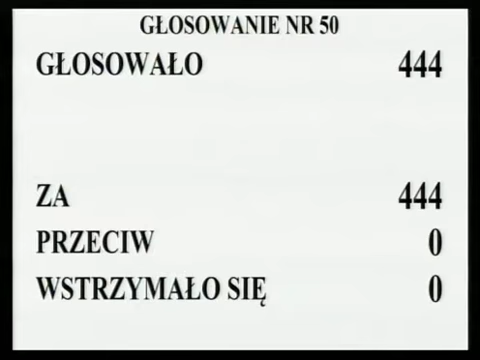 GŁOSOWANIE NR 50
GŁOSOWAŁO 444
ZA 444
PRZECIW 0
WSTRZYMAŁO SIĘ 0